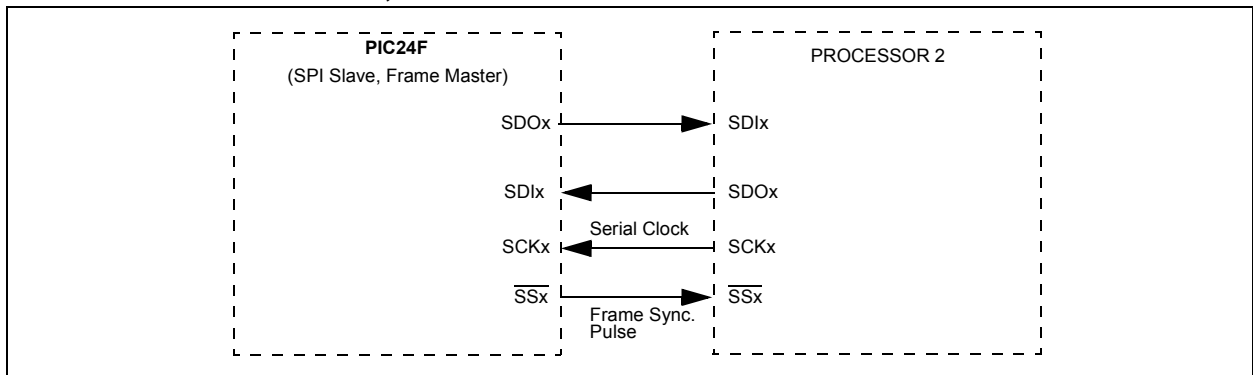 PIC24F
(SPI Slave, Frame Master)
PROCESSOR 2
SDOx
SDIx
SDIx
SDOx
Serial Clock
SCKx
SCKx
SSx
SSx
Frame Sync.
Pulse